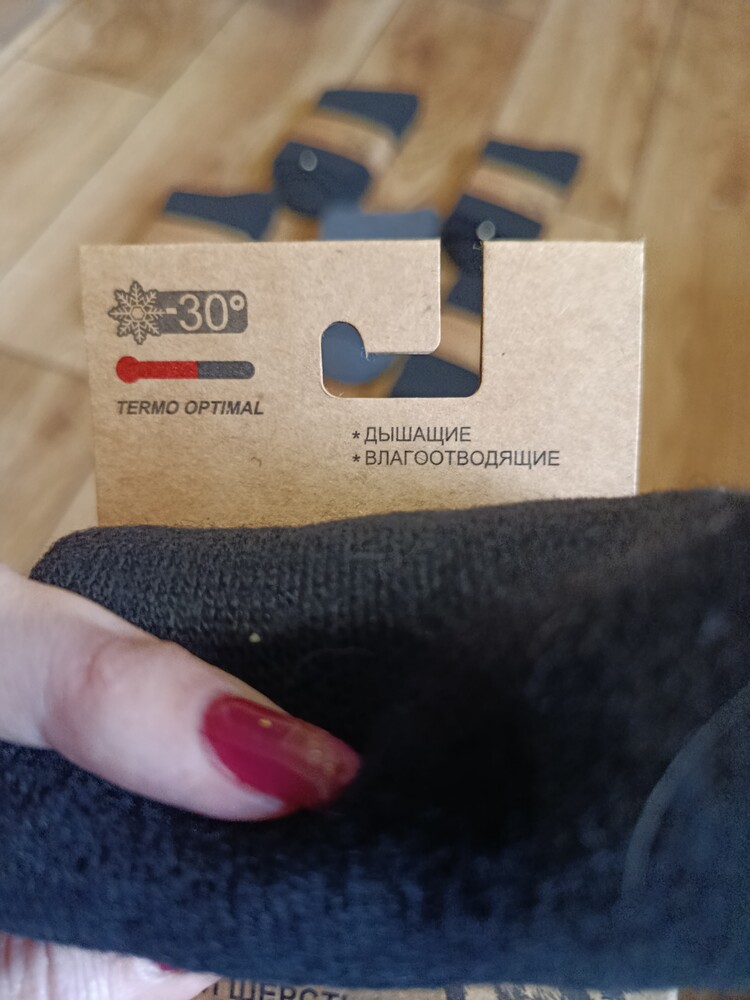 -30°
TERMO OPTIMAL
* ДЫШАЩИЕ
* ВЛАГООТВОДЯЩИЕ